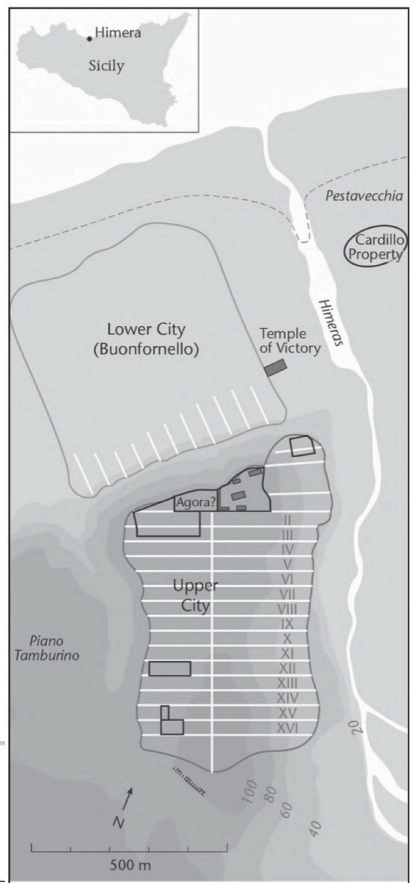 Himera
Sicily
Pestavecchia
Cardillo
Property
Himeras
Lower City
(Buonfornello)
Temple
of Victory
Agora?
II
III
IV
V
VI
VII
VIII
IX
X
XI
XII
XIII
XIV
XV
XVI
Upper
City
Piano
Tamburino
20
100
80
60
40
N
500 m